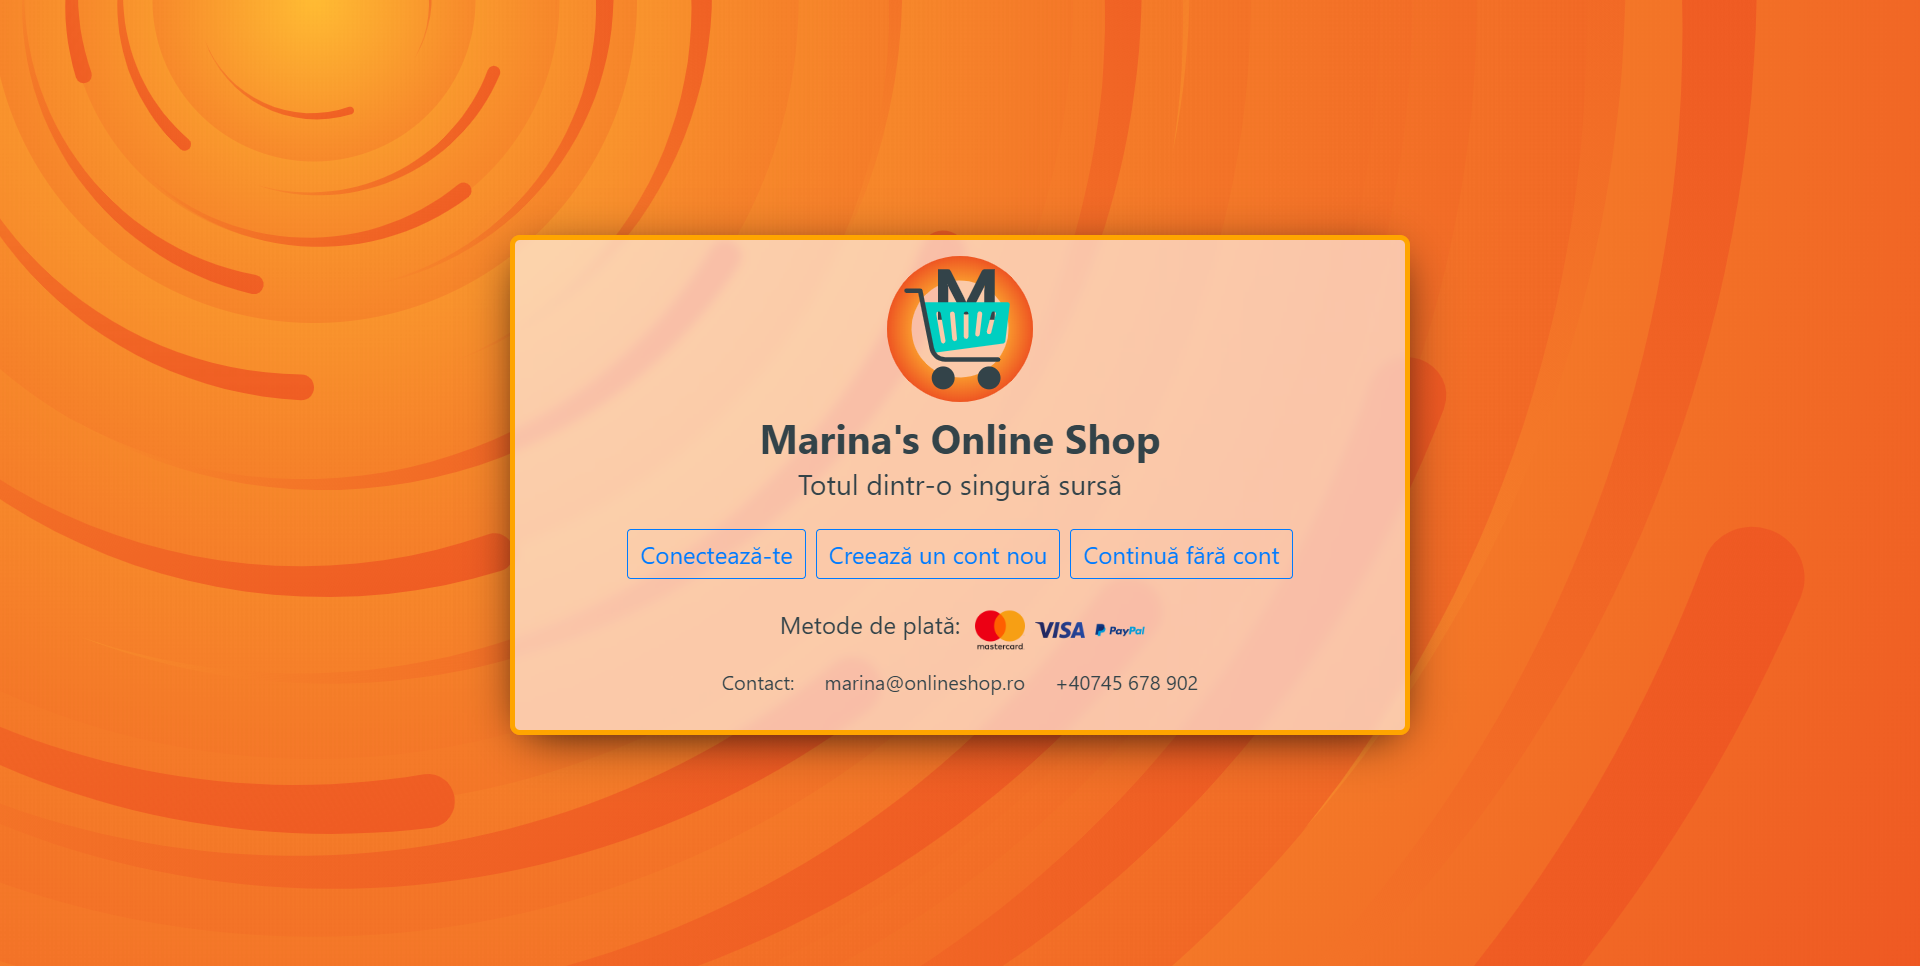 M
Marina's Online Shop
Totul dintr-o singură sursă
Conectează-te Creează un cont nou Continuă fără cont
Metode de plată: mastercard VISA PayPal
Contact: marina@onlineshop.ro +40745 678 902